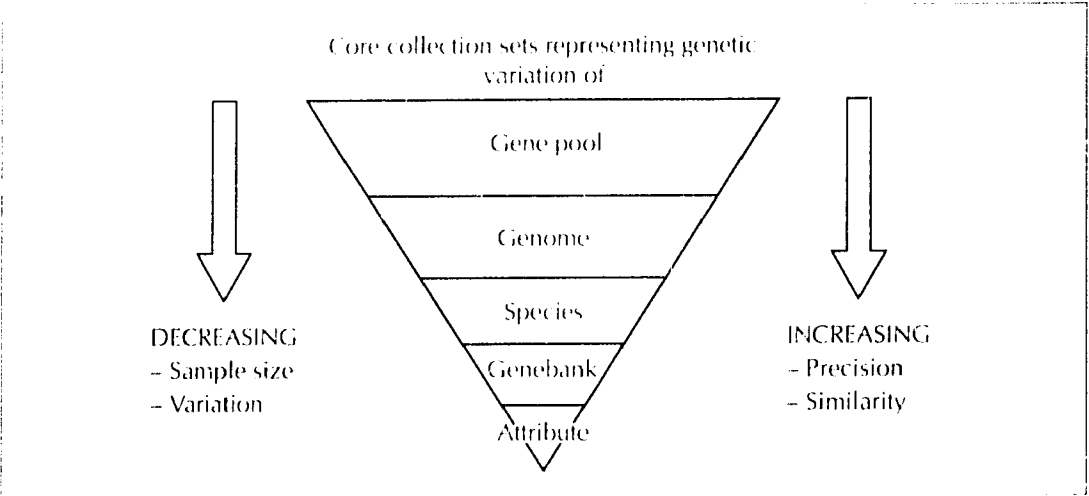 Core collection sets representing genetic
variation of
Gene pool
Genome
Species
Genebank
Attribute
DECREASING
– Sample size
– Variation
INCREASING
– Precision
– Similarity